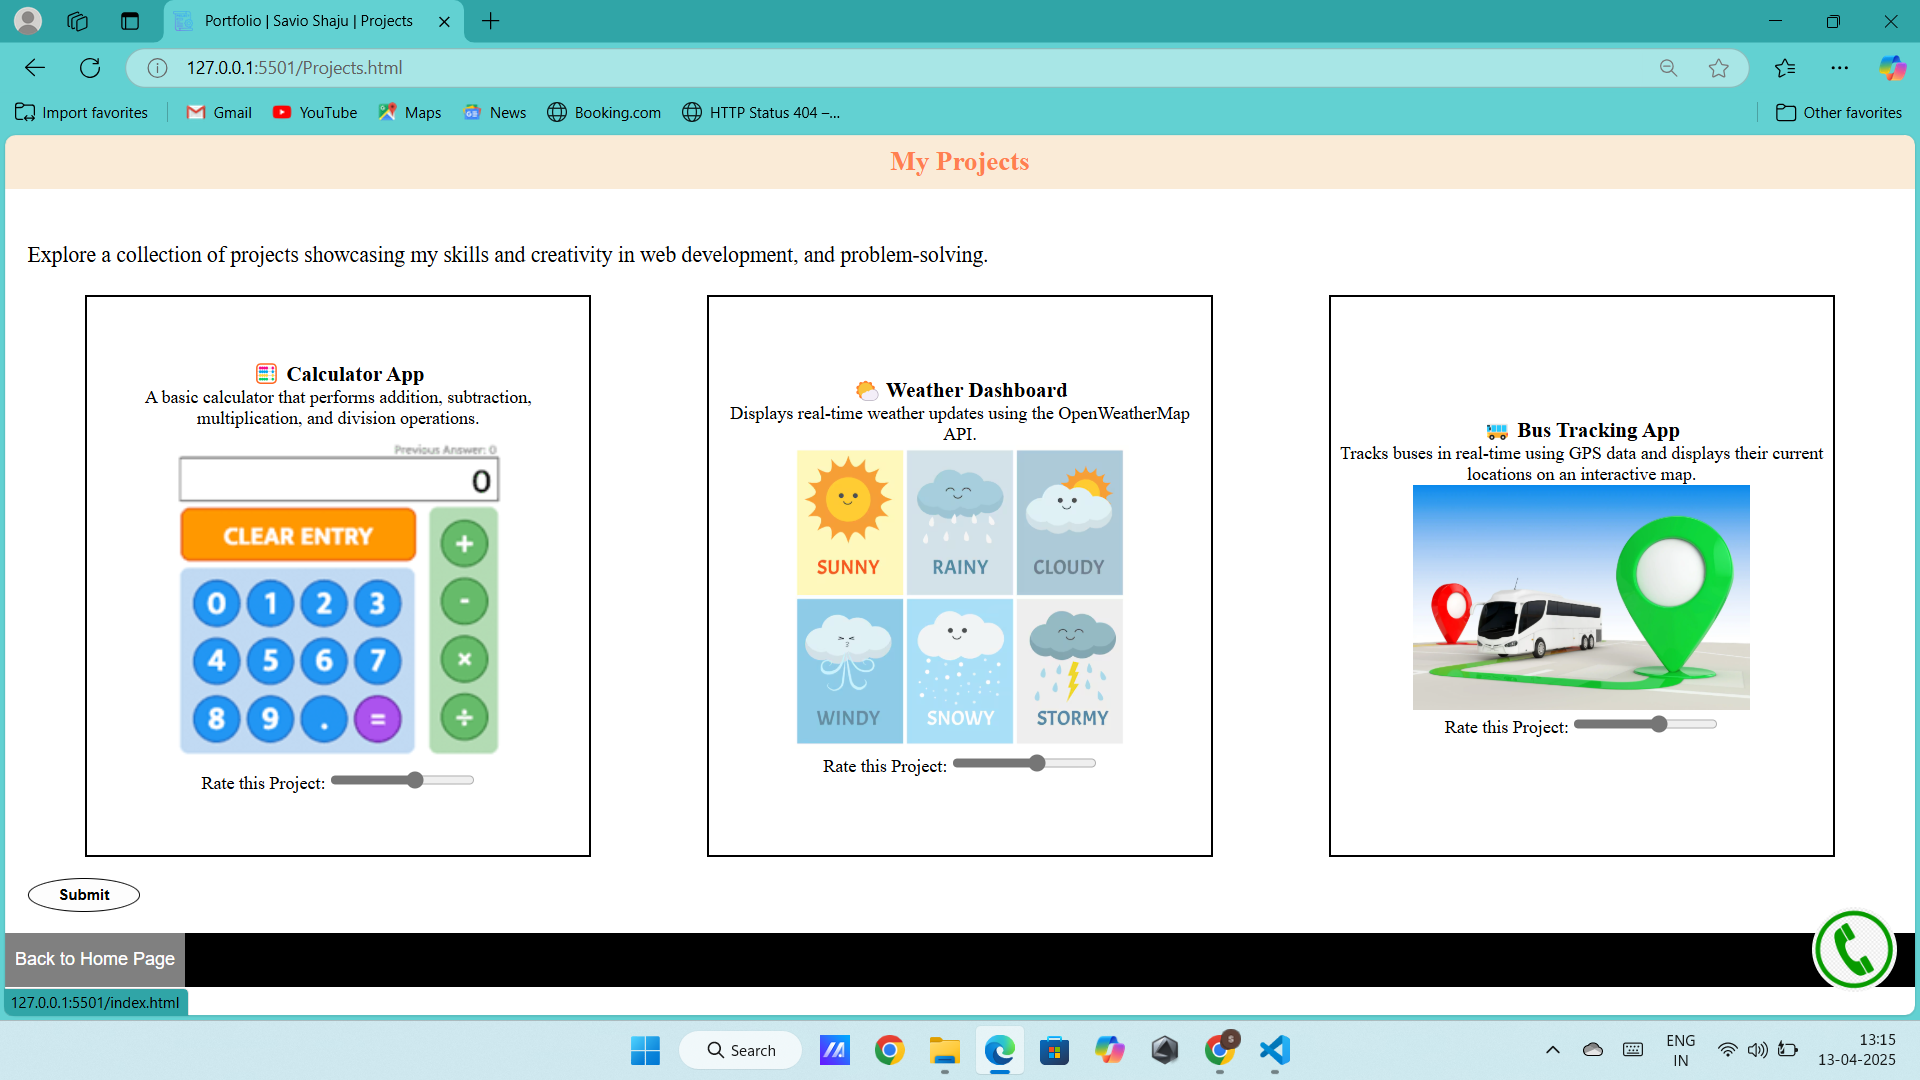 Portfolio | Savio Shaju | Projects
127.0.0.1:5501/Projects.html
Import favorites
Gmail
YouTube
Maps
News
Booking.com
HTTP Status 404 –...
Other favorites
My Projects
Explore a collection of projects showcasing my skills and creativity in web development, and problem-solving.
Calculator App
A basic calculator that performs addition, subtraction,
multiplication, and division operations.
Previous Answer: 0
0
CLEAR ENTRY
+
0 1 2 3
-
4 5 6 7
×
8 9 . =
÷
Rate this Project:
Weather Dashboard
Displays real-time weather updates using the OpenWeatherMap
API.
SUNNY RAINY CLOUDY
WINDY SNOWY STORMY
Rate this Project:
Bus Tracking App
Tracks buses in real-time using GPS data and displays their current
locations on an interactive map.
Rate this Project:
Submit
Back to Home Page
127.0.0.1:5501/index.html
Search
S
ENG
IN
13:15
13-04-2025